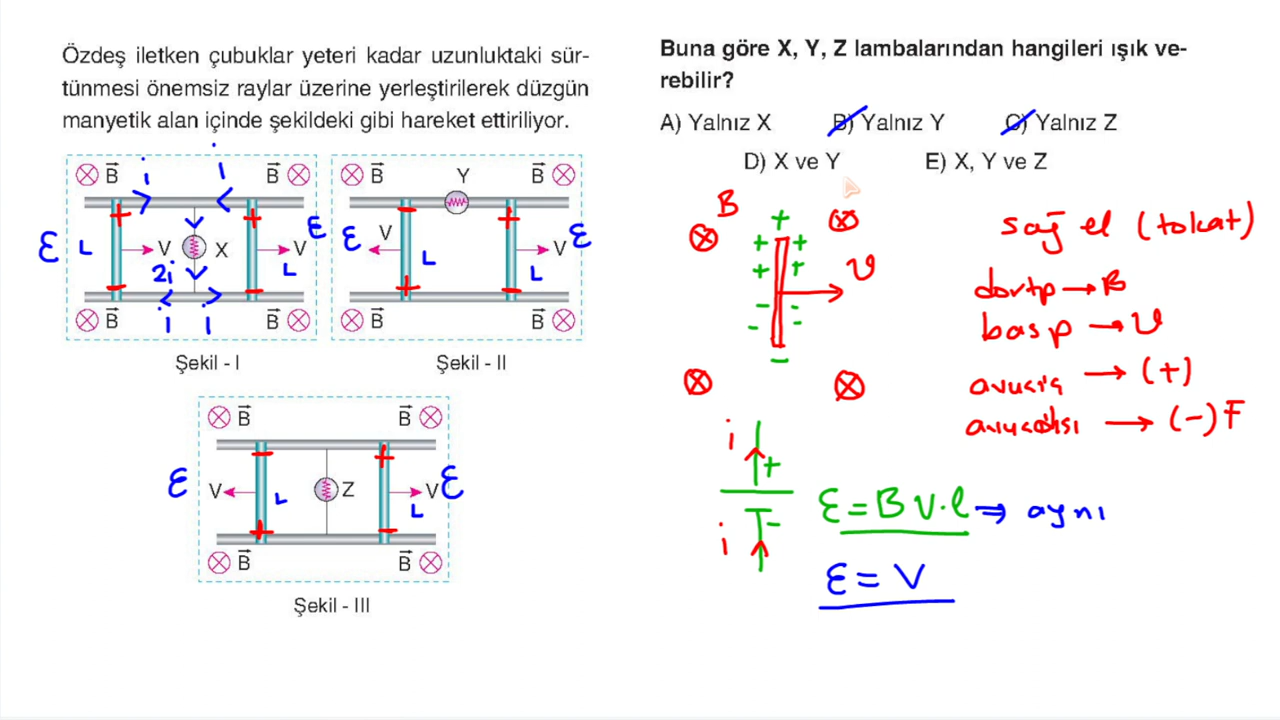 Özdeş iletken çubuklar yeteri kadar uzunluktaki sür-
tünmesi önemsiz raylar üzerine yerleştirilerek düzgün
manyetik alan içinde şekildeki gibi hareket ettiriliyor.
B i i B
E L V X V E L
2i
i i
B B
Şekil - I
B Y B
E V L V E L
B B
Şekil - II
B B
E V L Z V E L
B B
Şekil - III
Buna göre X, Y, Z lambalarından hangileri ışık ve-
rebilir?
A) Yalnız X B) Yalnız Y C) Yalnız Z
D) X ve Y E) X, Y ve Z
B
+
+ +
+ +
- -
- -
-
V
sağ el (tokat)
dörtp → B
başp → V
avuciçi → (+)
avucdışı → (-) F
i +
i -
Ɛ = B V . l ⇒ aynı
Ɛ = V